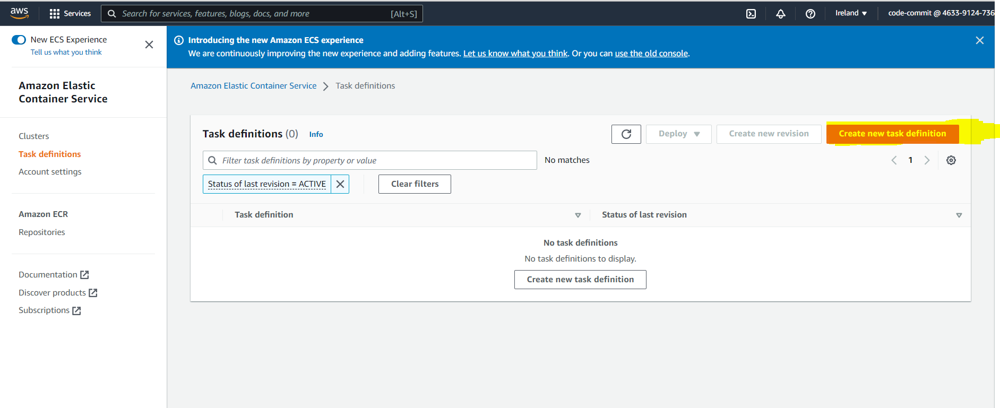 aws
Services
Search for services, features, blogs, docs, and more
[Alt+S]
Ireland
code-commit @ 4633-9124-736
New ECS Experience
Tell us what you think
Introducing the new Amazon ECS experience
We are continuously improving the new experience and adding features. Let us know what you think. Or you can use the old console.
Amazon Elastic
Container Service
Clusters
Task definitions
Account settings
Amazon ECR
Repositories
Documentation
Discover products
Subscriptions
Amazon Elastic Container Service
Task definitions
Task definitions (0)
Info
Deploy
Create new revision
Create new task definition
Filter task definitions by property or value
No matches
1
Status of last revision = ACTIVE
Clear filters
Task definition
Status of last revision
No task definitions
No task definitions to display.
Create new task definition